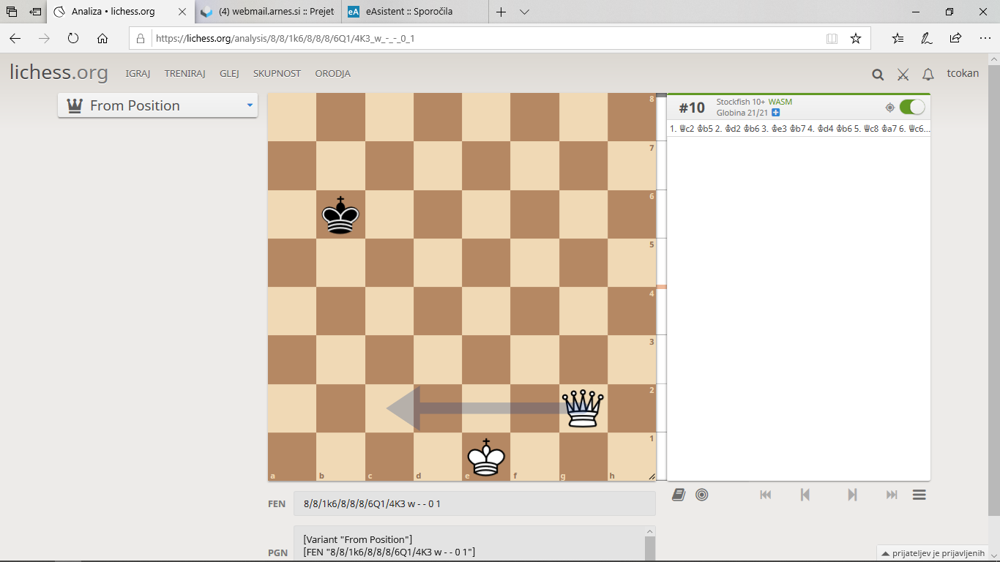 Analiza • lichess.org
(4) webmail.arnes.si :: Prejet
eA eAsistent :: Sporočila
https://lichess.org/analysis/8/8/1k6/8/8/8/6Q1/4K3_w_-_-_0_1
lichess.org IGRAJ TRENIRAJ GLEJ SKUPNOST ORODJA tcokan
From Position
#10 Stockfish 10+ WASM
Globina 21/21
1. ♕c2 ♔b5 2. ♔d2 ♔b6 3. ♔e3 ♔b7 4. ♔d4 ♔b6 5. ♕c8 ♔a7 6. ♕c6...
8
7
6
5
4
3
2
1
a b c d e f g h
FEN 8/8/1k6/8/8/8/6Q1/4K3 w - - 0 1
[Variant "From Position"]
PGN [FEN "8/8/1k6/8/8/8/6Q1/4K3 w - - 0 1"]
prijateljev je prijavljenih